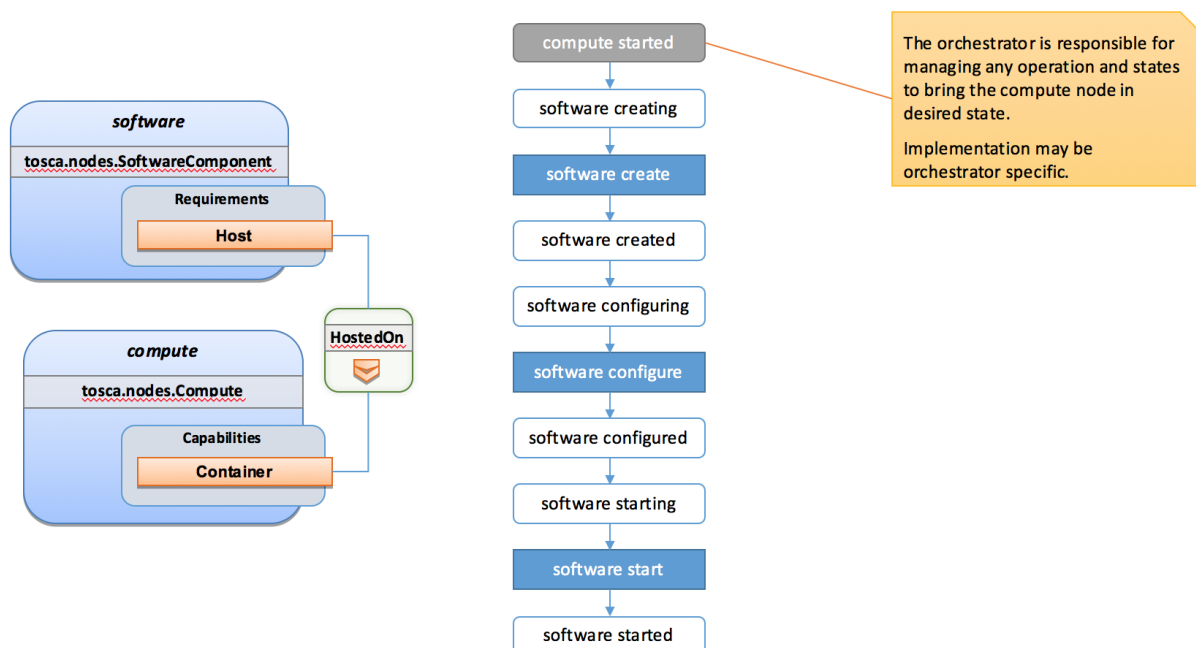 software
tosca.nodes.SoftwareComponent
Requirements
Host
HostedOn
compute
tosca.nodes.Compute
Capabilities
Container
compute started
software creating
software create
software created
software configuring
software configure
software configured
software starting
software start
software started
The orchestrator is responsible for
managing any operation and states
to bring the compute node in
desired state.
Implementation may be
orchestrator specific.